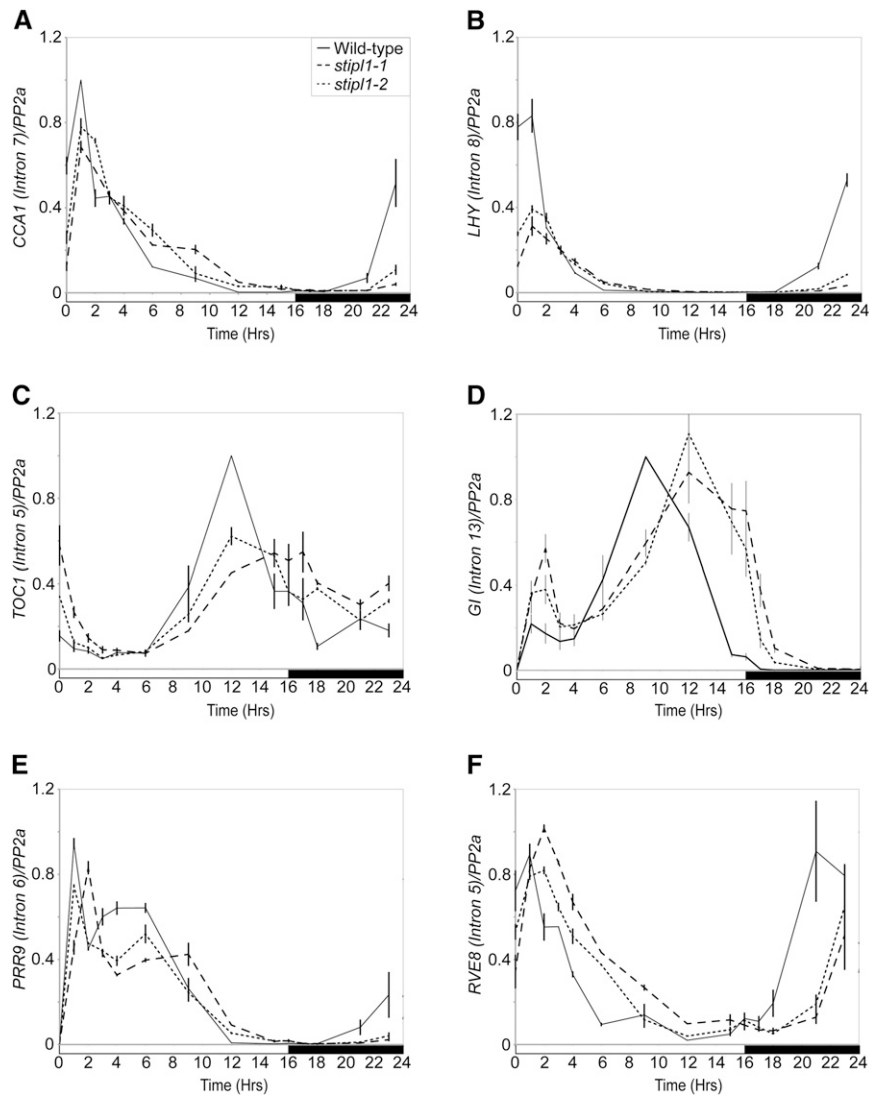 A
1.2
0.8
0.4
0
CCA1 (Intron 7)/PP2a
Wild-type
stipl1-1
stipl1-2
0 2 4 6 8 10 12 14 16 18 20 22 24
Time (Hrs)
B
1.2
0.8
0.4
0
LHY (Intron 8)/PP2a
0 2 4 6 8 10 12 14 16 18 20 22 24
Time (Hrs)
C
1.2
0.8
0.4
0
TOC1 (Intron 5)/PP2a
0 2 4 6 8 10 12 14 16 18 20 22 24
Time (Hrs)
D
1.2
0.8
0.4
0
GI (Intron 13)/PP2a
0 2 4 6 8 10 12 14 16 18 20 22 24
Time (Hrs)
E
1.2
0.8
0.4
0
PRR9 (Intron 6)/PP2a
0 2 4 6 8 10 12 14 16 18 20 22 24
Time (Hrs)
F
1.2
0.8
0.4
0
RVE8 (Intron 5)/PP2a
0 2 4 6 8 10 12 14 16 18 20 22 24
Time (Hrs)